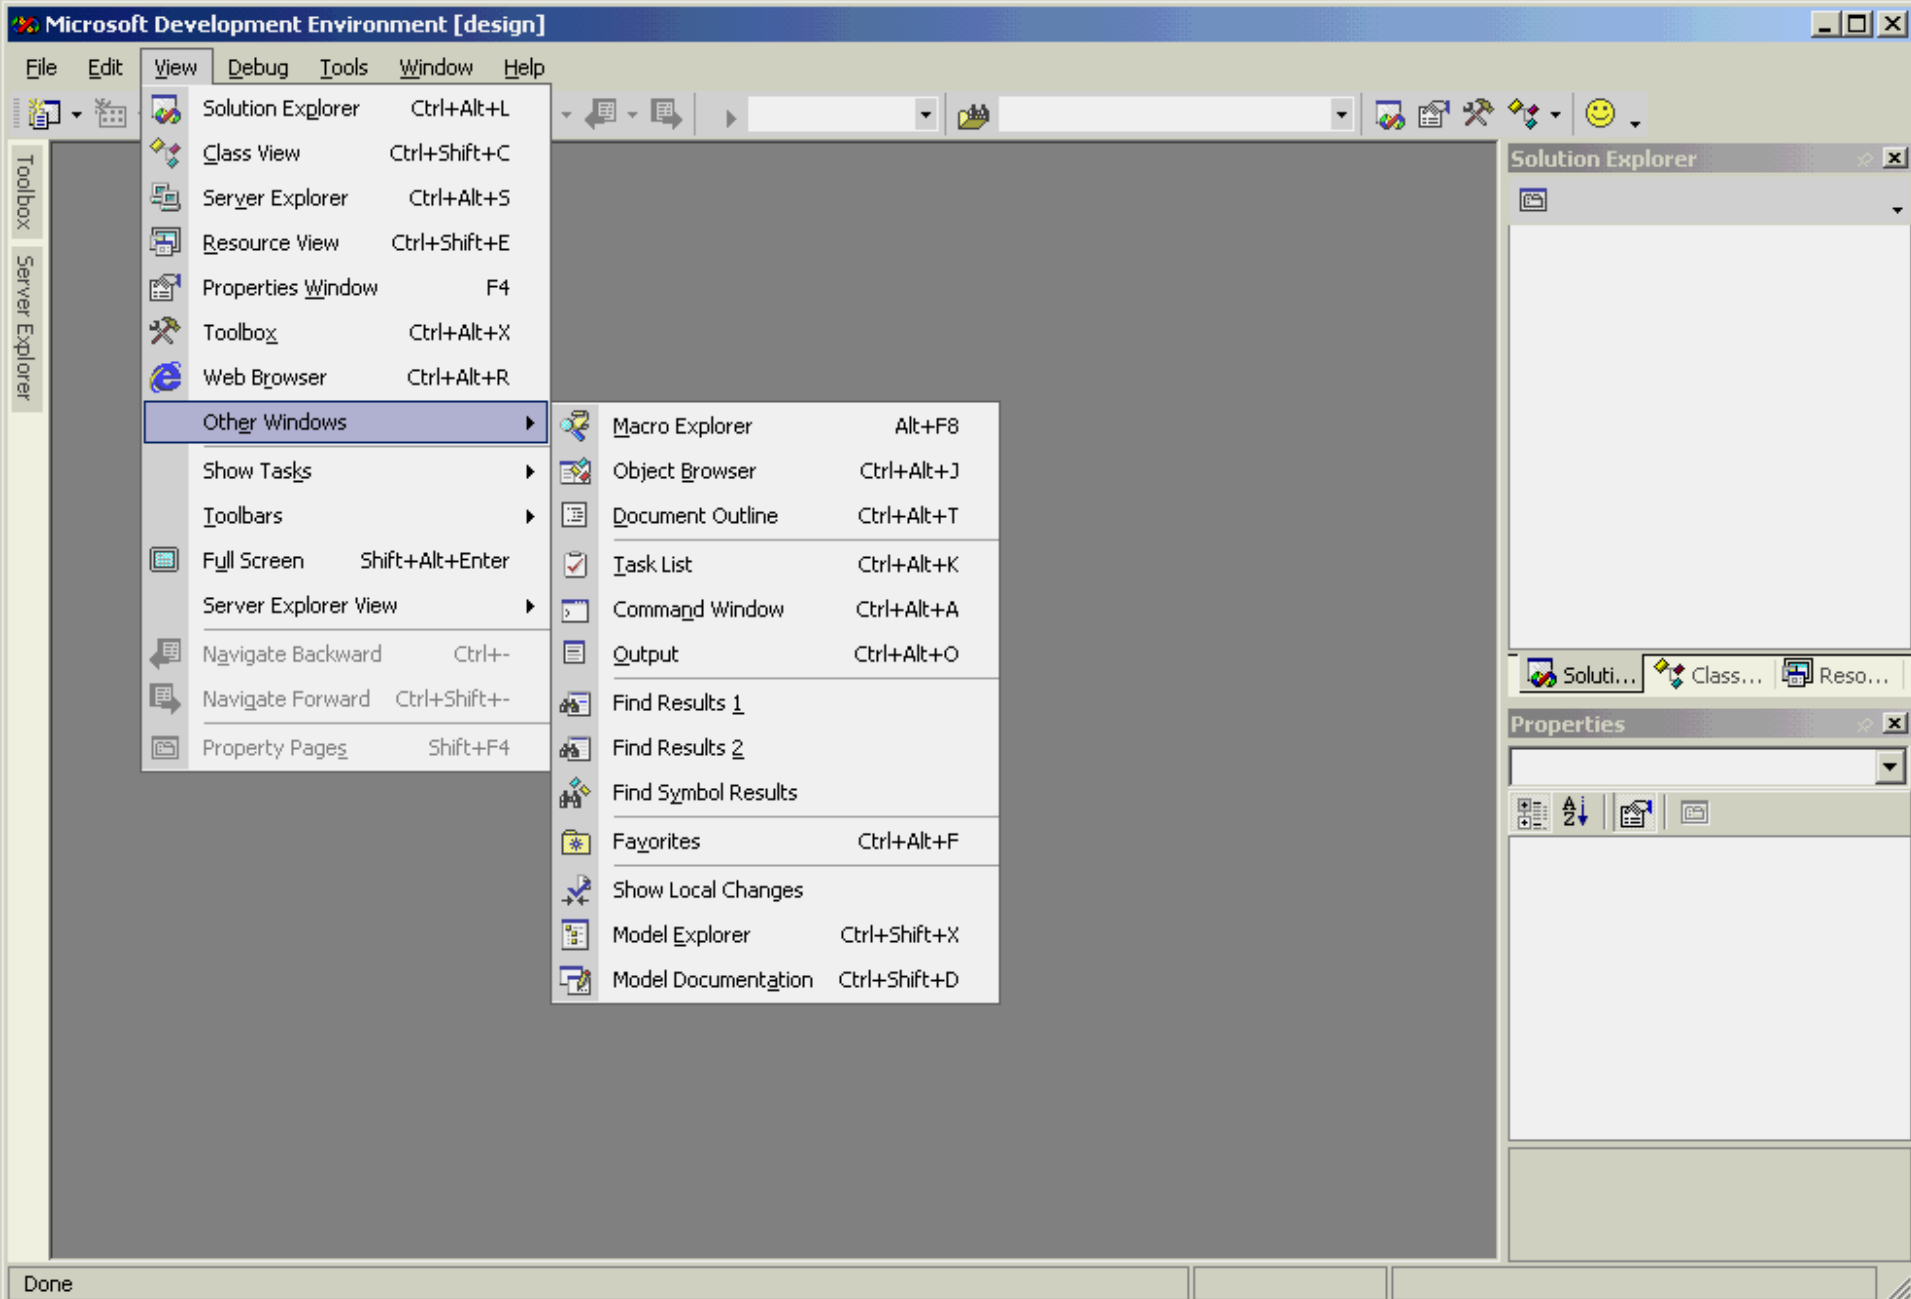 Microsoft Development Environment [design]
File Edit View Debug Tools Window Help
Toolbox
Server Explorer
Solution Explorer Ctrl+Alt+L
Class View Ctrl+Shift+C
Server Explorer Ctrl+Alt+S
Resource View Ctrl+Shift+E
Properties Window F4
Toolbox Ctrl+Alt+X
Web Browser Ctrl+Alt+R
Other Windows
Show Tasks
Toolbars
Full Screen Shift+Alt+Enter
Server Explorer View
Navigate Backward Ctrl+-
Navigate Forward Ctrl+Shift+-
Property Pages Shift+F4
Macro Explorer Alt+F8
Object Browser Ctrl+Alt+J
Document Outline Ctrl+Alt+T
Task List Ctrl+Alt+K
Command Window Ctrl+Alt+A
Output Ctrl+Alt+O
Find Results 1
Find Results 2
Find Symbol Results
Favorites Ctrl+Alt+F
Show Local Changes
Model Explorer Ctrl+Shift+X
Model Documentation Ctrl+Shift+D
Solution Explorer
Soluti... Class... Reso...
Properties
Done